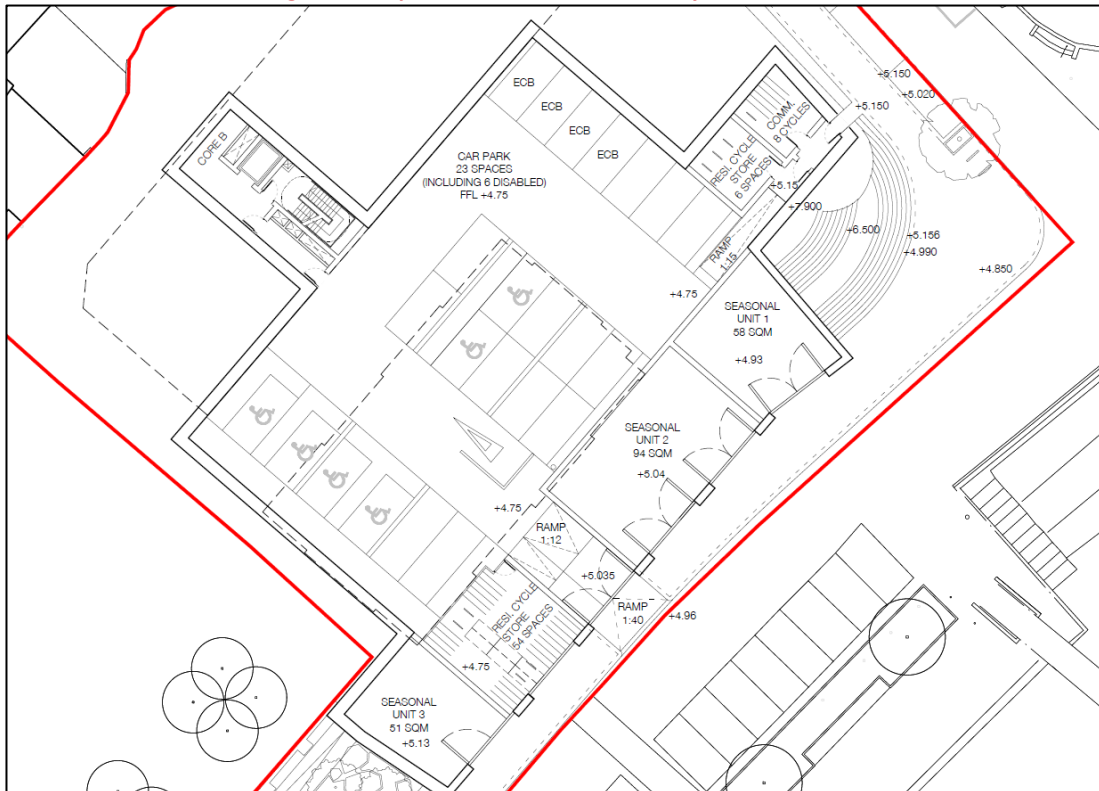 ECB
ECB
ECB
ECB
CORE B
CAR PARK
23 SPACES
(INCLUDING 6 DISABLED)
FFL +4.75
RESI. CYCLE
STORE
6 SPACES
COMM.
8 CYCLES
+5.150
+5.020
+5.150
+5.15
+7.900
+6.500
+5.156
+4.990
+4.850
RAMP
1:15
+4.75
SEASONAL
UNIT 1
58 SQM
+4.93
SEASONAL
UNIT 2
94 SQM
+5.04
+4.75
RAMP
1:12
+5.035
RAMP
1:40
+4.96
RESI. CYCLE
STORE
54 SPACES
+4.75
SEASONAL
UNIT 3
51 SQM
+5.13